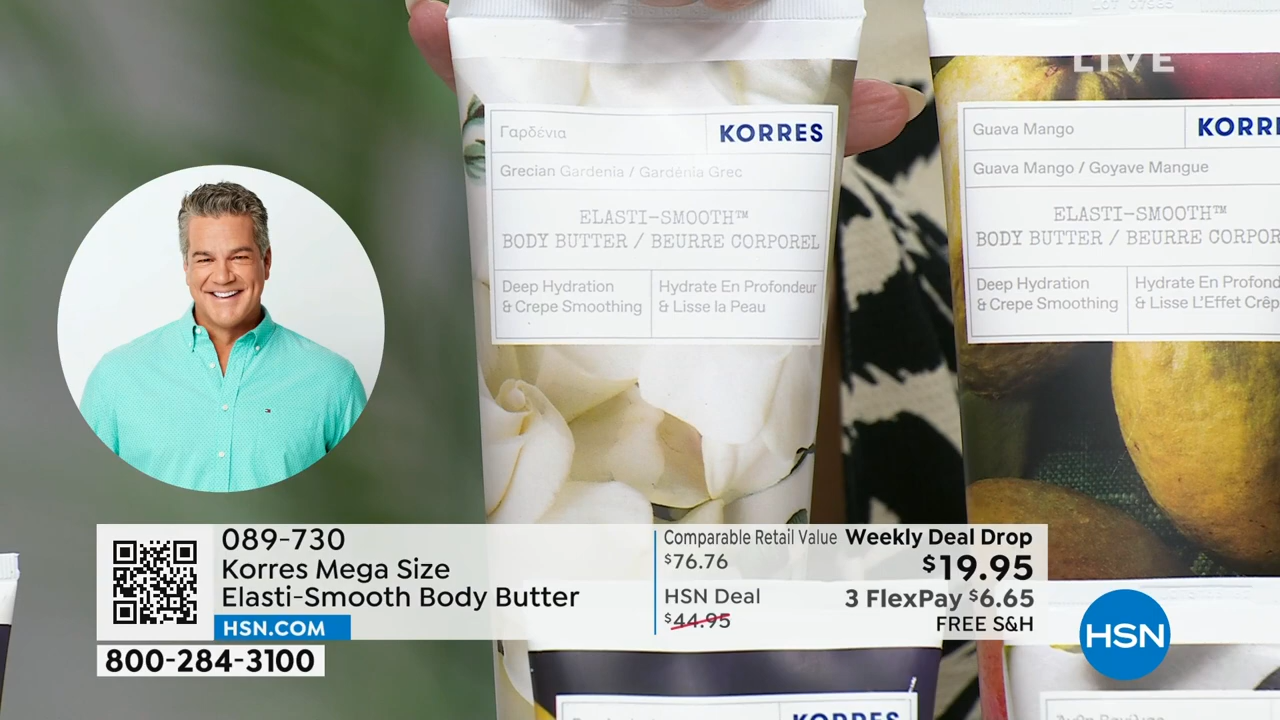 LIVE
Γαρδένια
KORRES
Grecian Gardenia / Gardénia Grec
ELASTI-SMOOTH™
BODY BUTTER / BEURRE CORPOREL
Deep Hydration
& Crepe Smoothing
Hydrate En Profondeur
& Lisse la Peau
Guava Mango
KORRE
Guava Mango / Goyave Mangue
ELASTI-SMOOTH™
BODY BUTTER / BEURRE CORPOR
Deep Hydration
& Crepe Smoothing
Hydrate En Profond
& Lisse L'Effet Crêp
089-730
Korres Mega Size
Elasti-Smooth Body Butter
HSN.COM
800-284-3100
Comparable Retail Value
$76.76
HSN Deal
$44.95
Weekly Deal Drop
$19.95
3 FlexPay $6.65
FREE S&H
HSN
KORRES